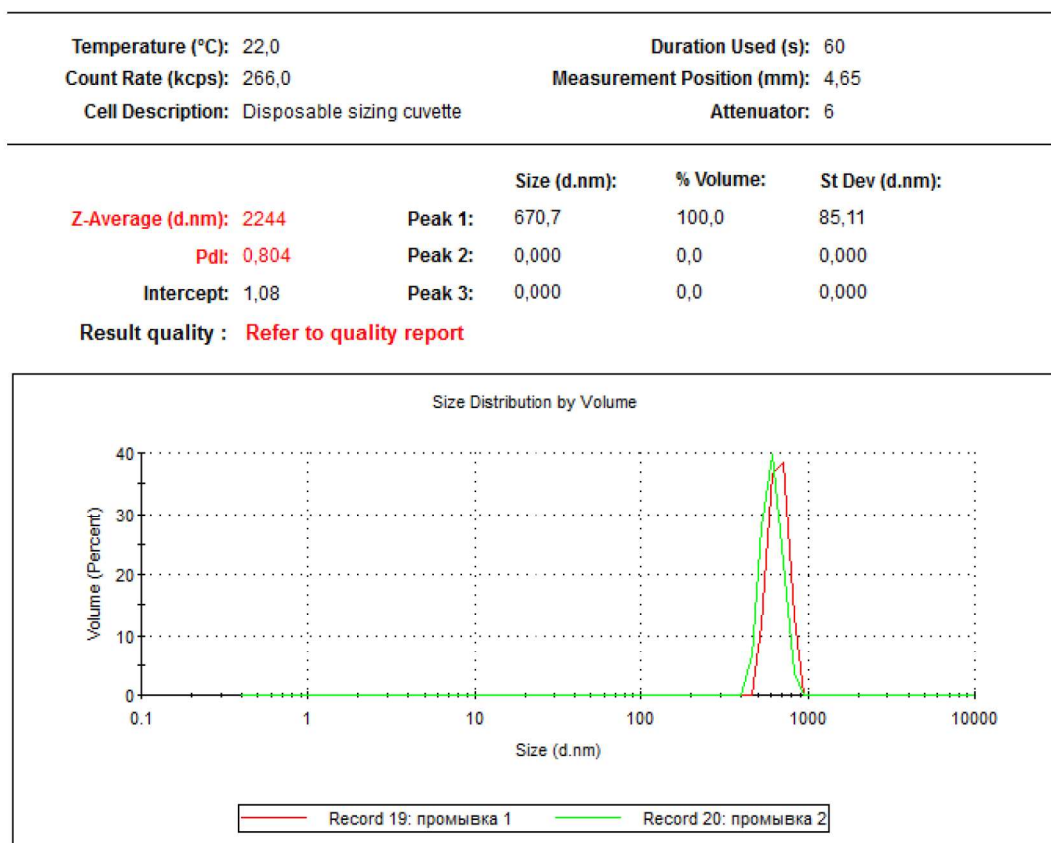 Temperature (°C): 22,0 Duration Used (s): 60
Count Rate (kcps): 266,0 Measurement Position (mm): 4,65
Cell Description: Disposable sizing cuvette Attenuator: 6
Size (d.nm): % Volume: St Dev (d.nm):
Z-Average (d.nm): 2244 Peak 1: 670,7 100,0 85,11
PdI: 0,804 Peak 2: 0,000 0,0 0,000
Intercept: 1,08 Peak 3: 0,000 0,0 0,000
Result quality : Refer to quality report
Size Distribution by Volume
40
30
20
10
0
Volume (Percent)
0.1 1 10 100 1000 10000
Size (d.nm)
Record 19: промывка 1 Record 20: промывка 2